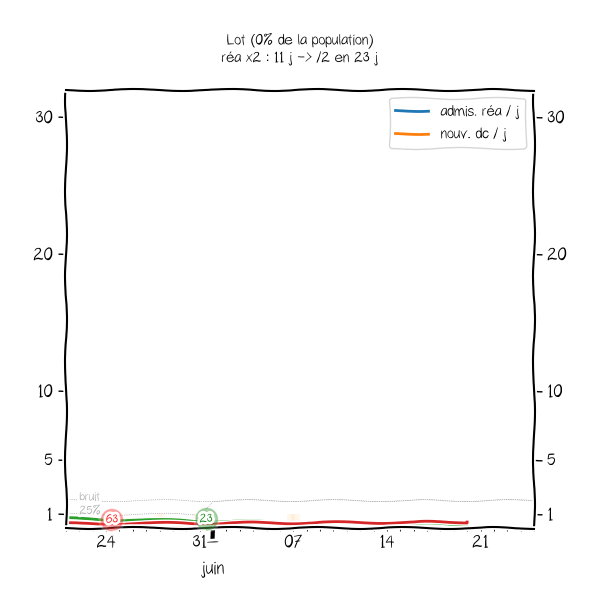 Lot (0% de la population)
réa x2 : 11 j -> /2 en 23 j
admis. réa / j
nouv. dc / j
30 30
20 20
10 10
5 5
1 1
... bruit
... 25%
63 23
24 31 07 14 21
juin